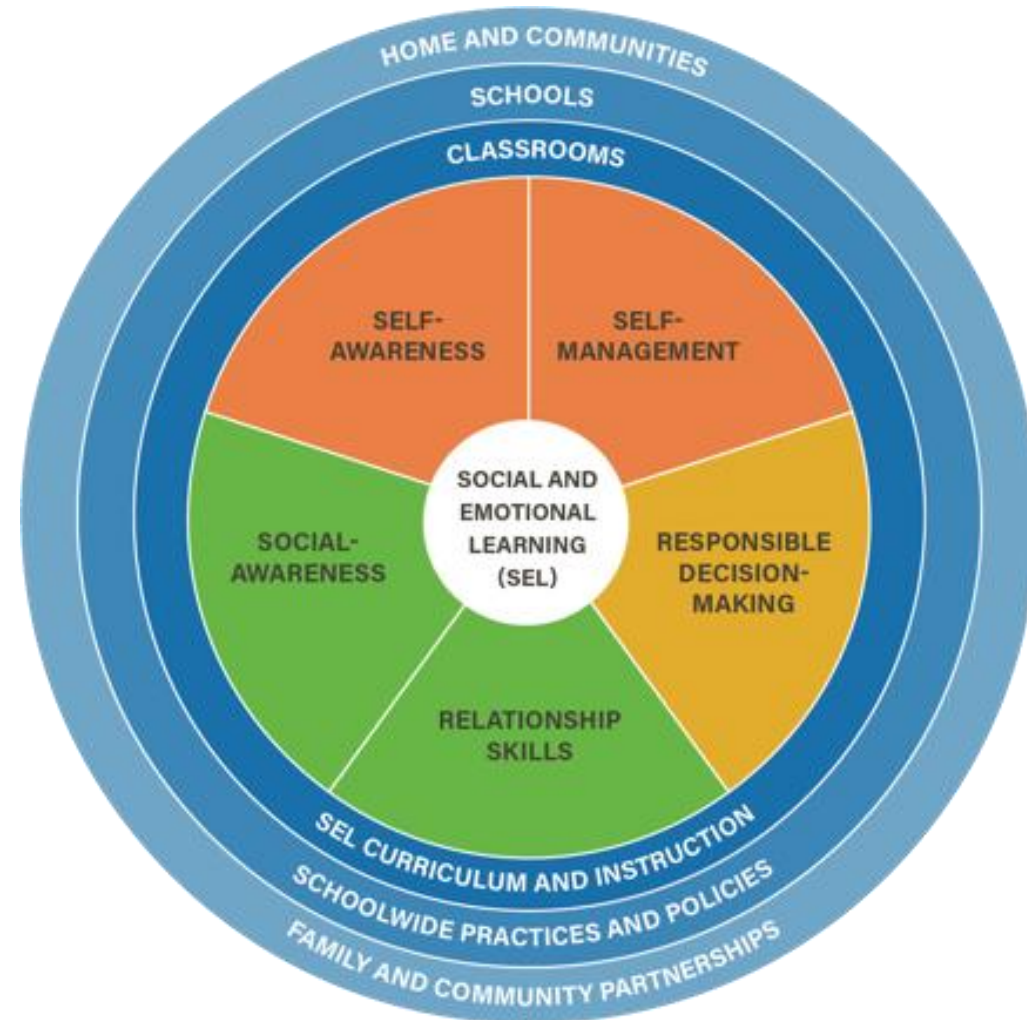 HOME AND COMMUNITIES
SCHOOLS
CLASSROOMS
SELF-
AWARENESS
SELF-
MANAGEMENT
SOCIAL AND
EMOTIONAL
LEARNING
(SEL)
SOCIAL-
AWARENESS
RESPONSIBLE
DECISION-
MAKING
RELATIONSHIP
SKILLS
SEL CURRICULUM AND INSTRUCTION
SCHOOLWIDE PRACTICES AND POLICIES
FAMILY AND COMMUNITY PARTNERSHIPS